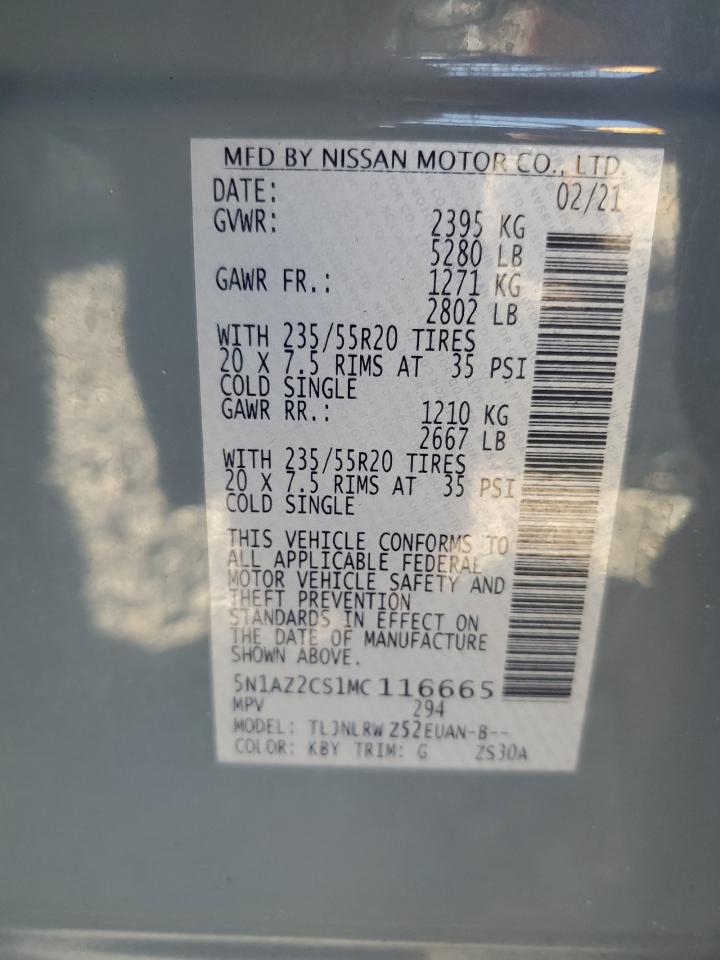 MFD BY NISSAN MOTOR CO., LTD.
DATE: 02/21
GVWR: 2395 KG
5280 LB
GAWR FR.: 1271 KG
2802 LB
WITH 235/55R20 TIRES
20 X 7.5 RIMS AT 35 PSI
COLD SINGLE
GAWR RR.: 1210 KG
2667 LB
WITH 235/55R20 TIRES
20 X 7.5 RIMS AT 35 PSI
COLD SINGLE
THIS VEHICLE CONFORMS TO
ALL APPLICABLE FEDERAL
MOTOR VEHICLE SAFETY AND
THEFT PREVENTION
STANDARDS IN EFFECT ON
THE DATE OF MANUFACTURE
SHOWN ABOVE.
5N1AZ2CS1MC 116665
MPV 294
MODEL: Z52EUAN-B--
COLOR: KBY TRIM: G ZS30A